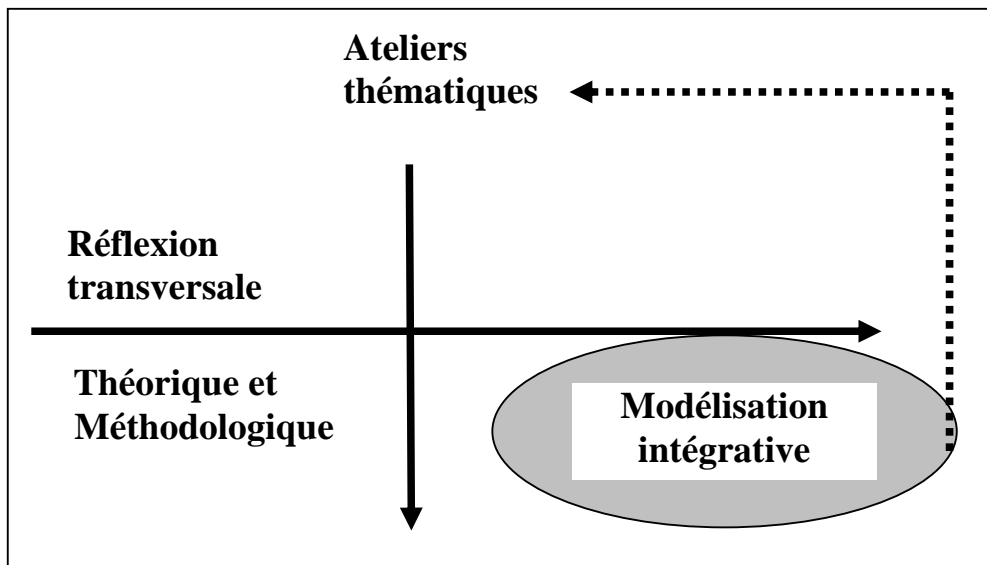 Ateliers
thématiques
Réflexion
transversale
Théorique et
Méthodologique
Modélisation
intégrative